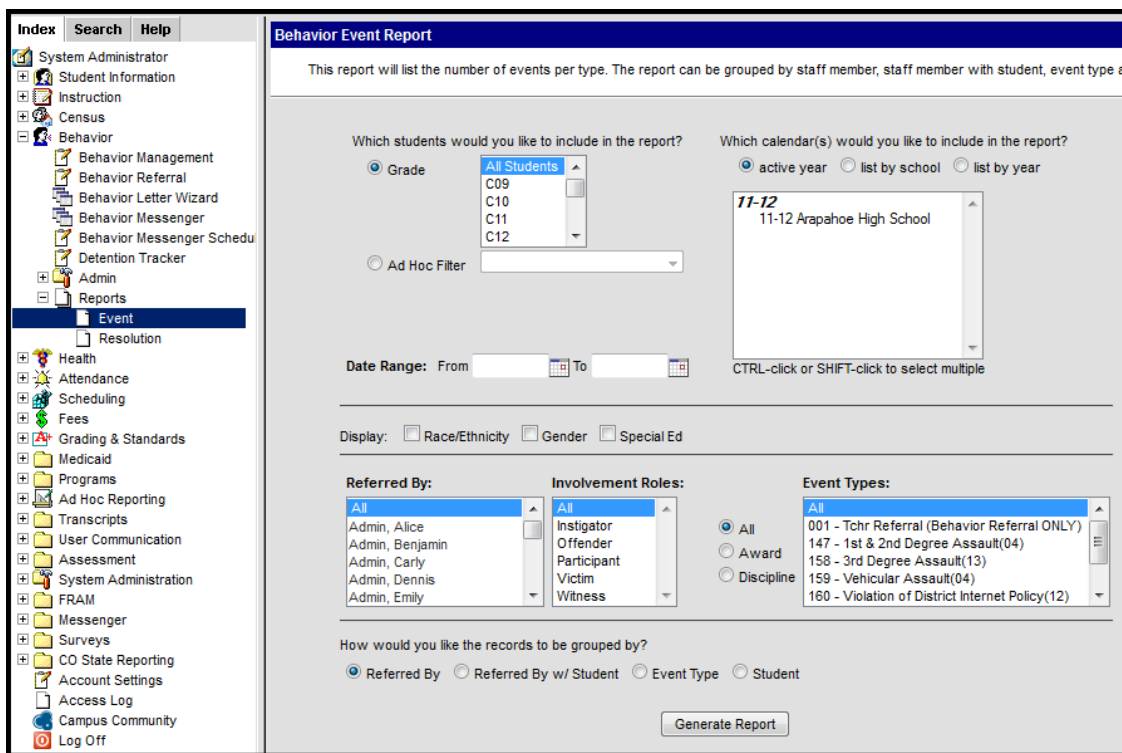 Index Search Help
System Administrator
Student Information
Instruction
Census
Behavior
Behavior Management
Behavior Referral
Behavior Letter Wizard
Behavior Messenger
Behavior Messenger Schedu
Detention Tracker
Admin
Reports
Event
Resolution
Health
Attendance
Scheduling
Fees
Grading & Standards
Medicaid
Programs
Ad Hoc Reporting
Transcripts
User Communication
Assessment
System Administration
FRAM
Messenger
Surveys
CO State Reporting
Account Settings
Access Log
Campus Community
Log Off
Behavior Event Report
This report will list the number of events per type. The report can be grouped by staff member, staff member with student, event type a
Which students would you like to include in the report?
Grade
All Students
C09
C10
C11
C12
Ad Hoc Filter
Date Range: From To
Which calendar(s) would you like to include in the report?
active year list by school list by year
11-12
11-12 Arapahoe High School
CTRL-click or SHIFT-click to select multiple
Display: Race/Ethnicity Gender Special Ed
Referred By:
All
Admin, Alice
Admin, Benjamin
Admin, Carly
Admin, Dennis
Admin, Emily
Involvement Roles:
All
Instigator
Offender
Participant
Victim
Witness
All
Award
Discipline
Event Types:
All
001 - Tchr Referral (Behavior Referral ONLY)
147 - 1st & 2nd Degree Assault(04)
158 - 3rd Degree Assault(13)
159 - Vehicular Assault(04)
160 - Violation of District Internet Policy(12)
How would you like the records to be grouped by?
Referred By Referred By w/ Student Event Type Student
Generate Report